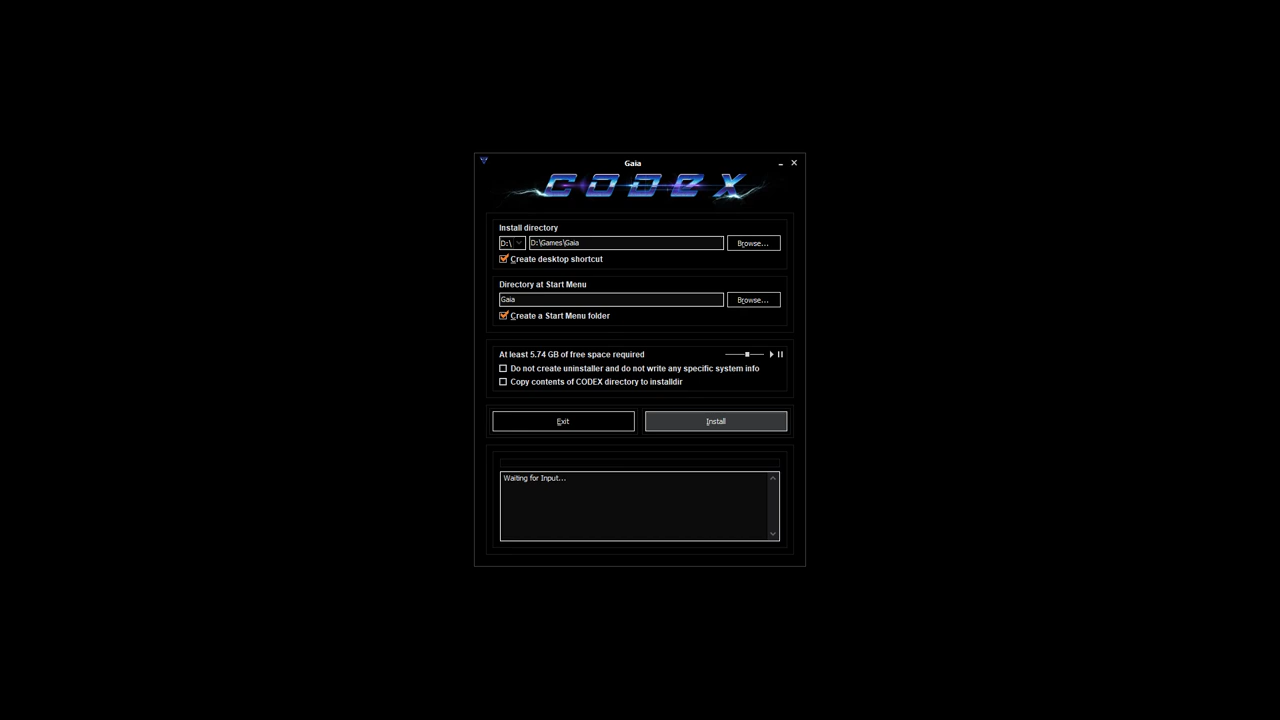 Gaia
CODEX
Install directory
D:\ D:\Games\Gaia Browse...
Create desktop shortcut
Directory at Start Menu
Gaia Browse...
Create a Start Menu folder
At least 5.74 GB of free space required
Do not create uninstaller and do not write any specific system info
Copy contents of CODEX directory to installdir
Exit Install
Waiting for Input...